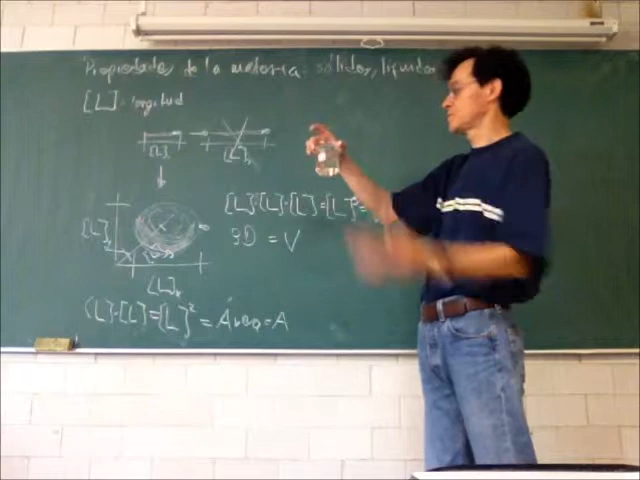 Propiedades de la materia: sólidos, líquidos
[L]: longitud
[L]
[L]x
[L]y
[L]·[L]·[L]=[L]³=
3D = V
[L]x
[L]·[L]=[L]² = Área=A